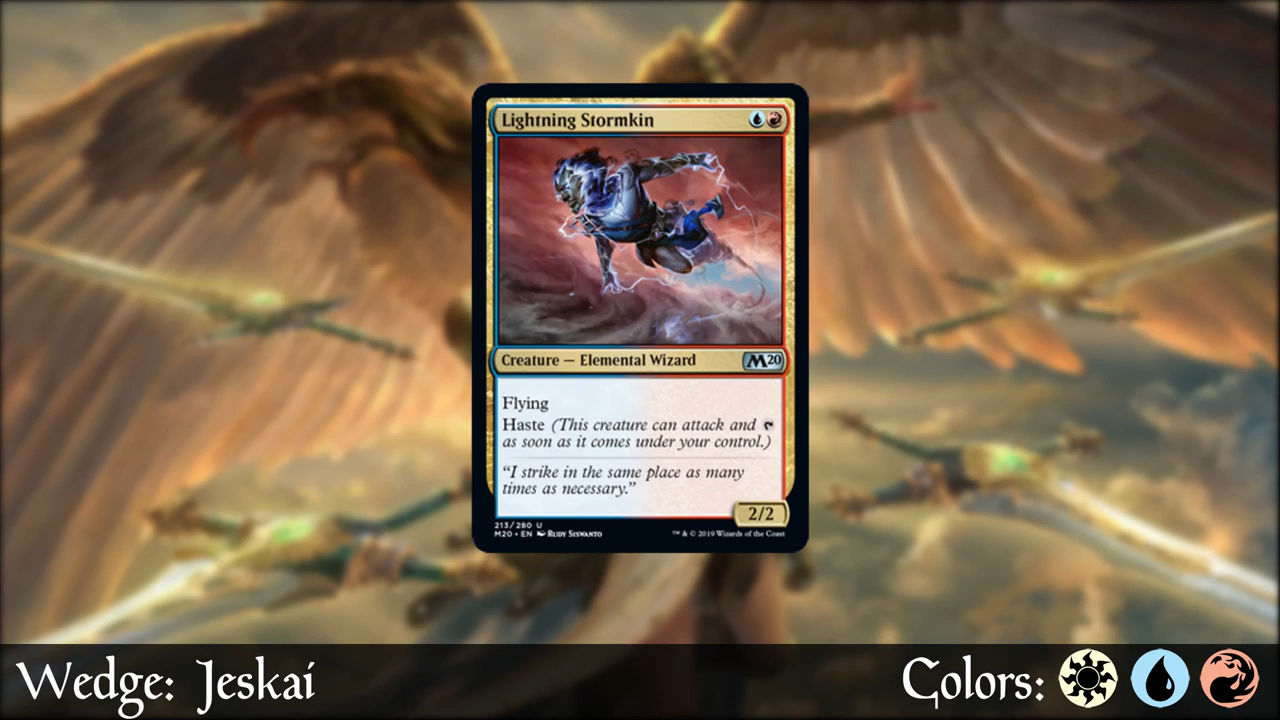 Lightning Stormkin
Creature — Elemental Wizard M20
Flying
Haste (This creature can attack and
as soon as it comes under your control.)
“I strike in the same place as many
times as necessary.”
2/2
213/280 U
M20 • EN Rudy Siswanto ™ & © 2019 Wizards of the Coast
Wedge: Jeskai Colors: